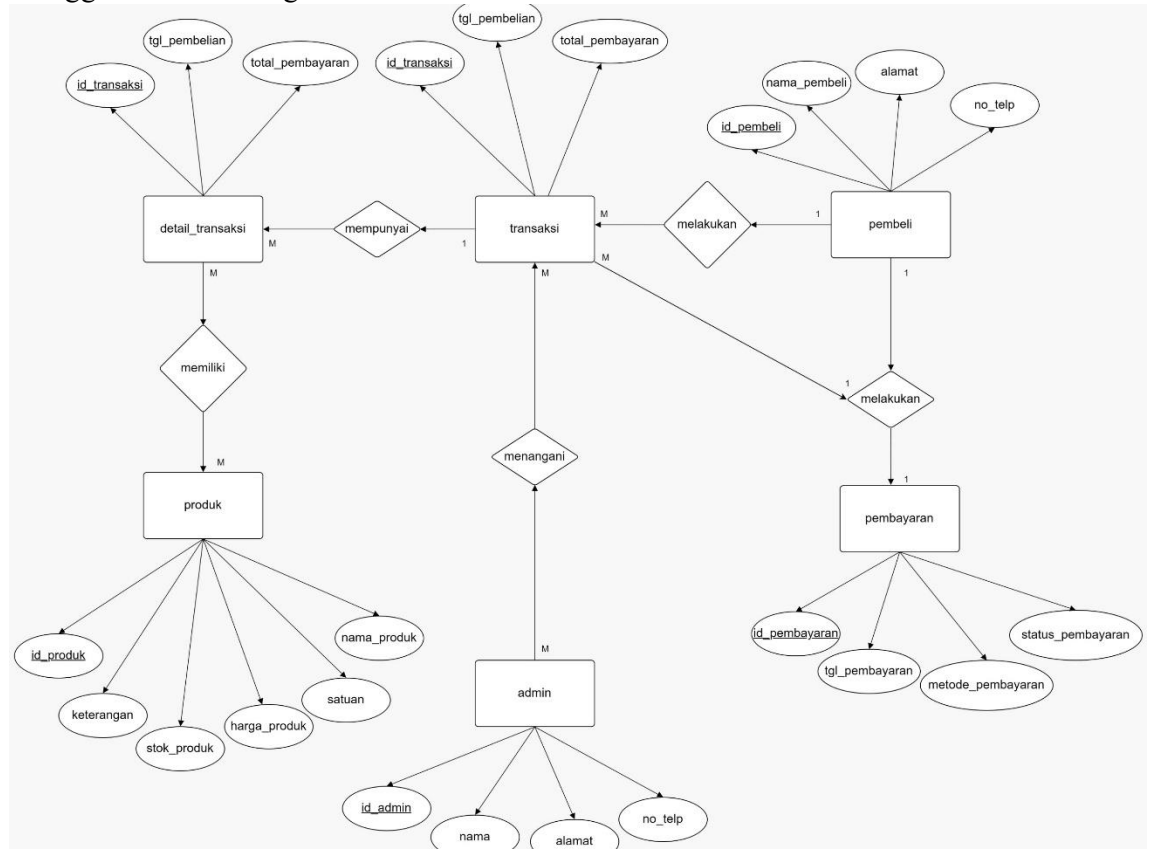 tgl_pembelian
tgl_pembelian
total_pembayaran
total_pembayaran
id_transaksi
id_transaksi
alamat
nama_pembeli
no_telp
id_pembeli
detail_transaksi
mempunyai
transaksi
melakukan
pembeli
M
1
M
1
M
M
M
1
memiliki
1
melakukan
menangani
M
1
produk
pembayaran
nama_produk
id_produk
satuan
keterangan
harga_produk
stok_produk
id_pembayaran
status_pembayaran
tgl_pembayaran
metode_pembayaran
M
admin
id_admin
no_telp
nama
alamat